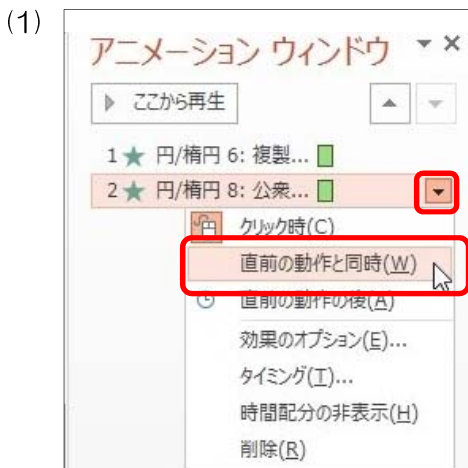 (1)
アニメーション ウィンドウ
ここから再生
1 円/楕円 6: 複製...
2 円/楕円 8: 公衆...
クリック時(C)
直前の動作と同時(W)
直前の動作の後(A)
効果のオプション(E)...
タイミング(T)...
時間配分の非表示(H)
削除(R)